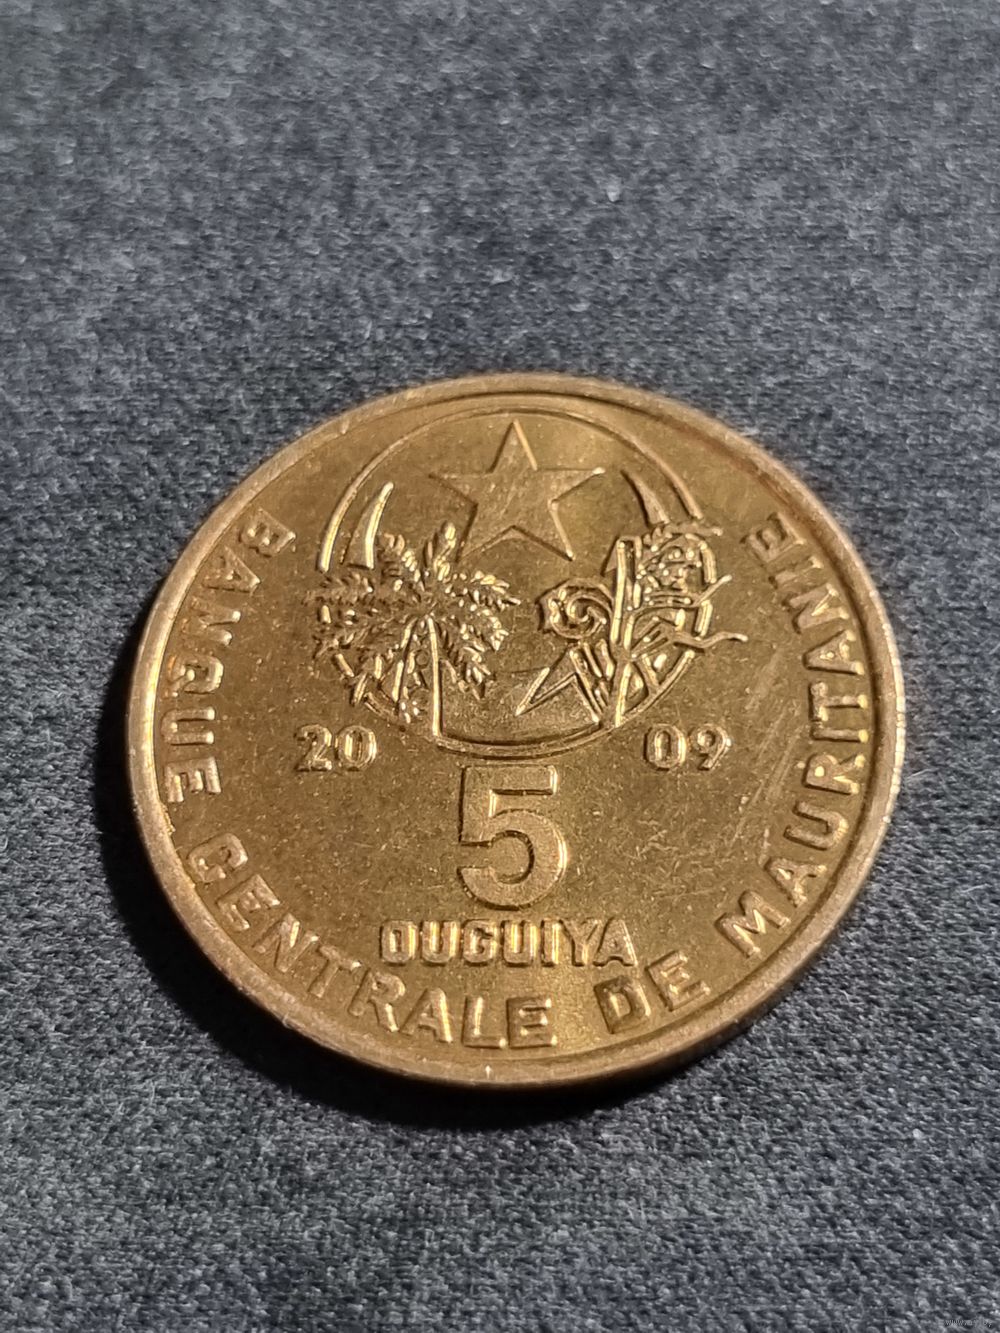 BANQUE CENTRALE DE MAURITANIE
20 09
5
OUGUIYA